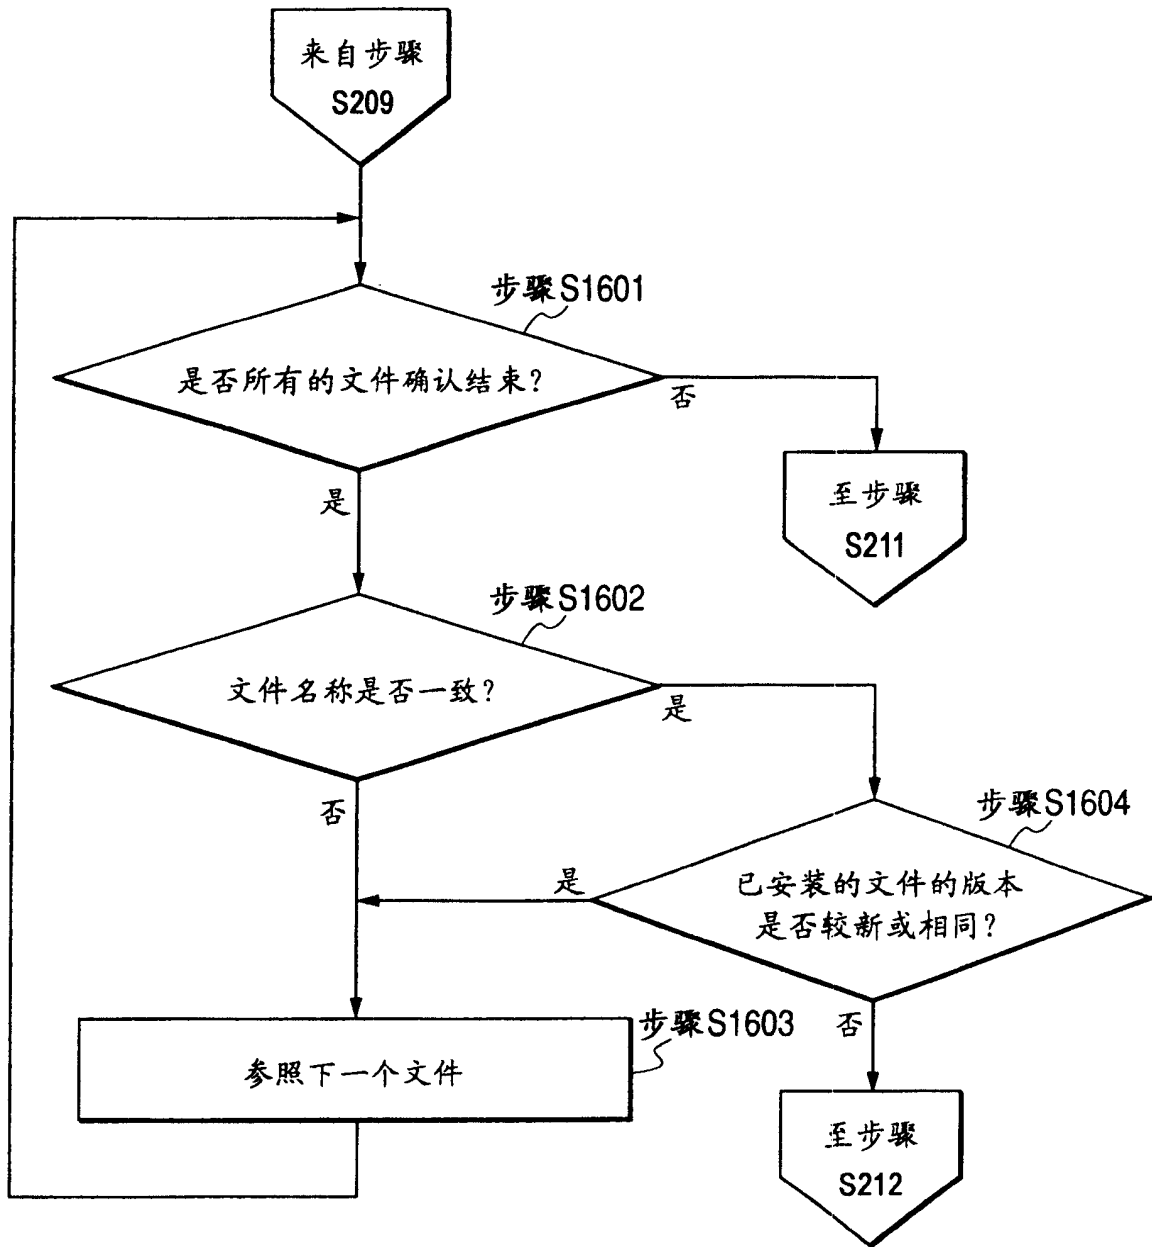 来自步骤
S209
步骤S1601
是否所有的文件确认结束?
否
是
至步骤
S211
步骤S1602
文件名称是否一致?
是
否
步骤S1604
已安装的文件的版本
是否较新或相同?
是
否
步骤S1603
参照下一个文件
至步骤
S212